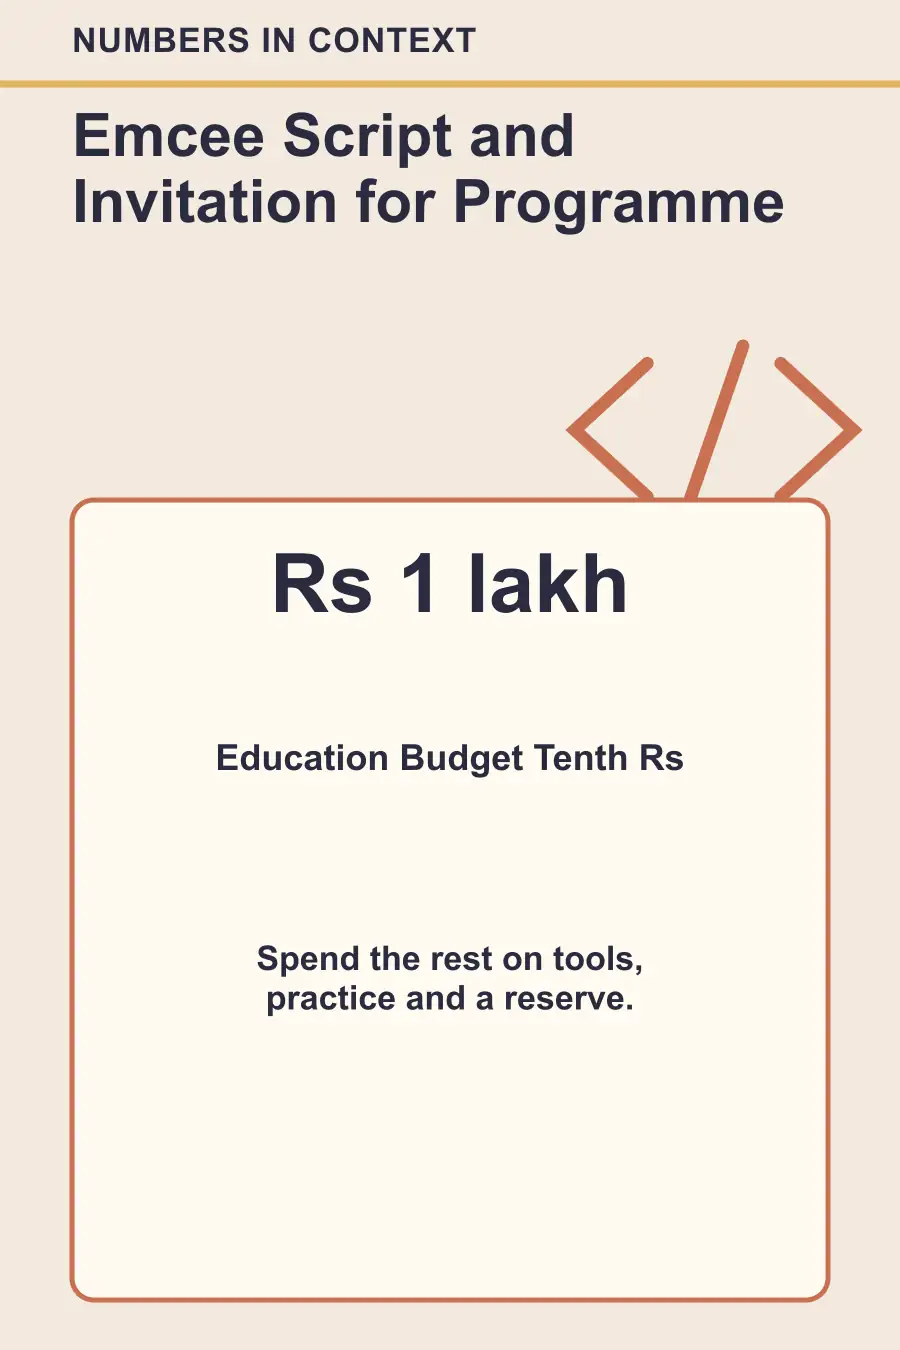 NUMBERS IN CONTEXT
Emcee Script and
Invitation for Programme
Rs 1 lakh
Education Budget Tenth Rs
Spend the rest on tools,
practice and a reserve.